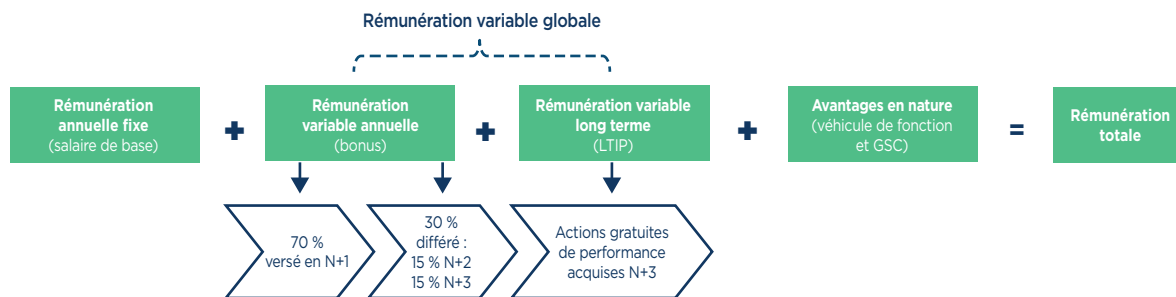 Rémunération variable globale
Rémunération
annuelle fixe
(salaire de base)
+
Rémunération
variable annuelle
(bonus)
+
Rémunération variable
long terme
(LTIP)
+
Avantages en nature
(véhicule de fonction
et GSC)
=
Rémunération
totale
70 %
versé en N+1
30 %
différé :
15 % N+2
15 % N+3
Actions gratuites
de performance
acquises N+3